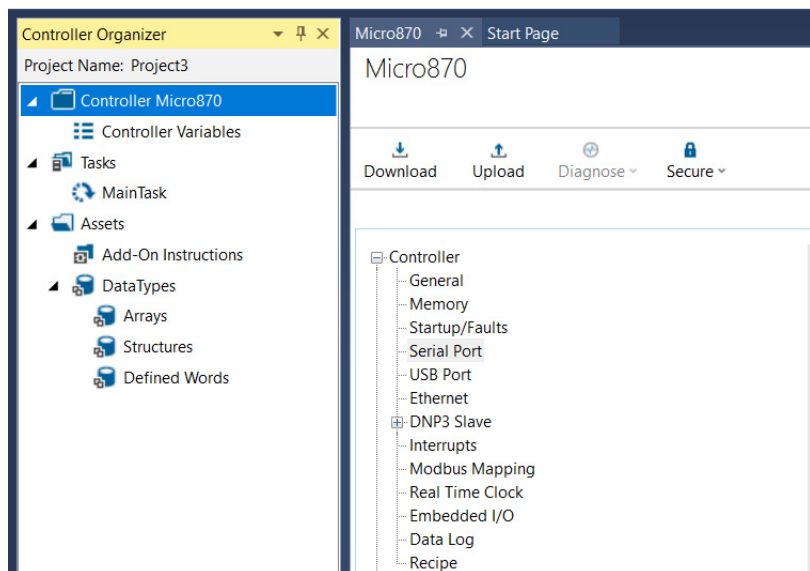 Controller Organizer
Project Name: Project3
Controller Micro870
Controller Variables
Tasks
MainTask
Assets
Add-On Instructions
DataTypes
Arrays
Structures
Defined Words
Micro870
Start Page
Micro870
Download
Upload
Diagnose
Secure
Controller
General
Memory
Startup/Faults
Serial Port
USB Port
Ethernet
DNP3 Slave
Interrupts
Modbus Mapping
Real Time Clock
Embedded I/O
Data Log
Recipe